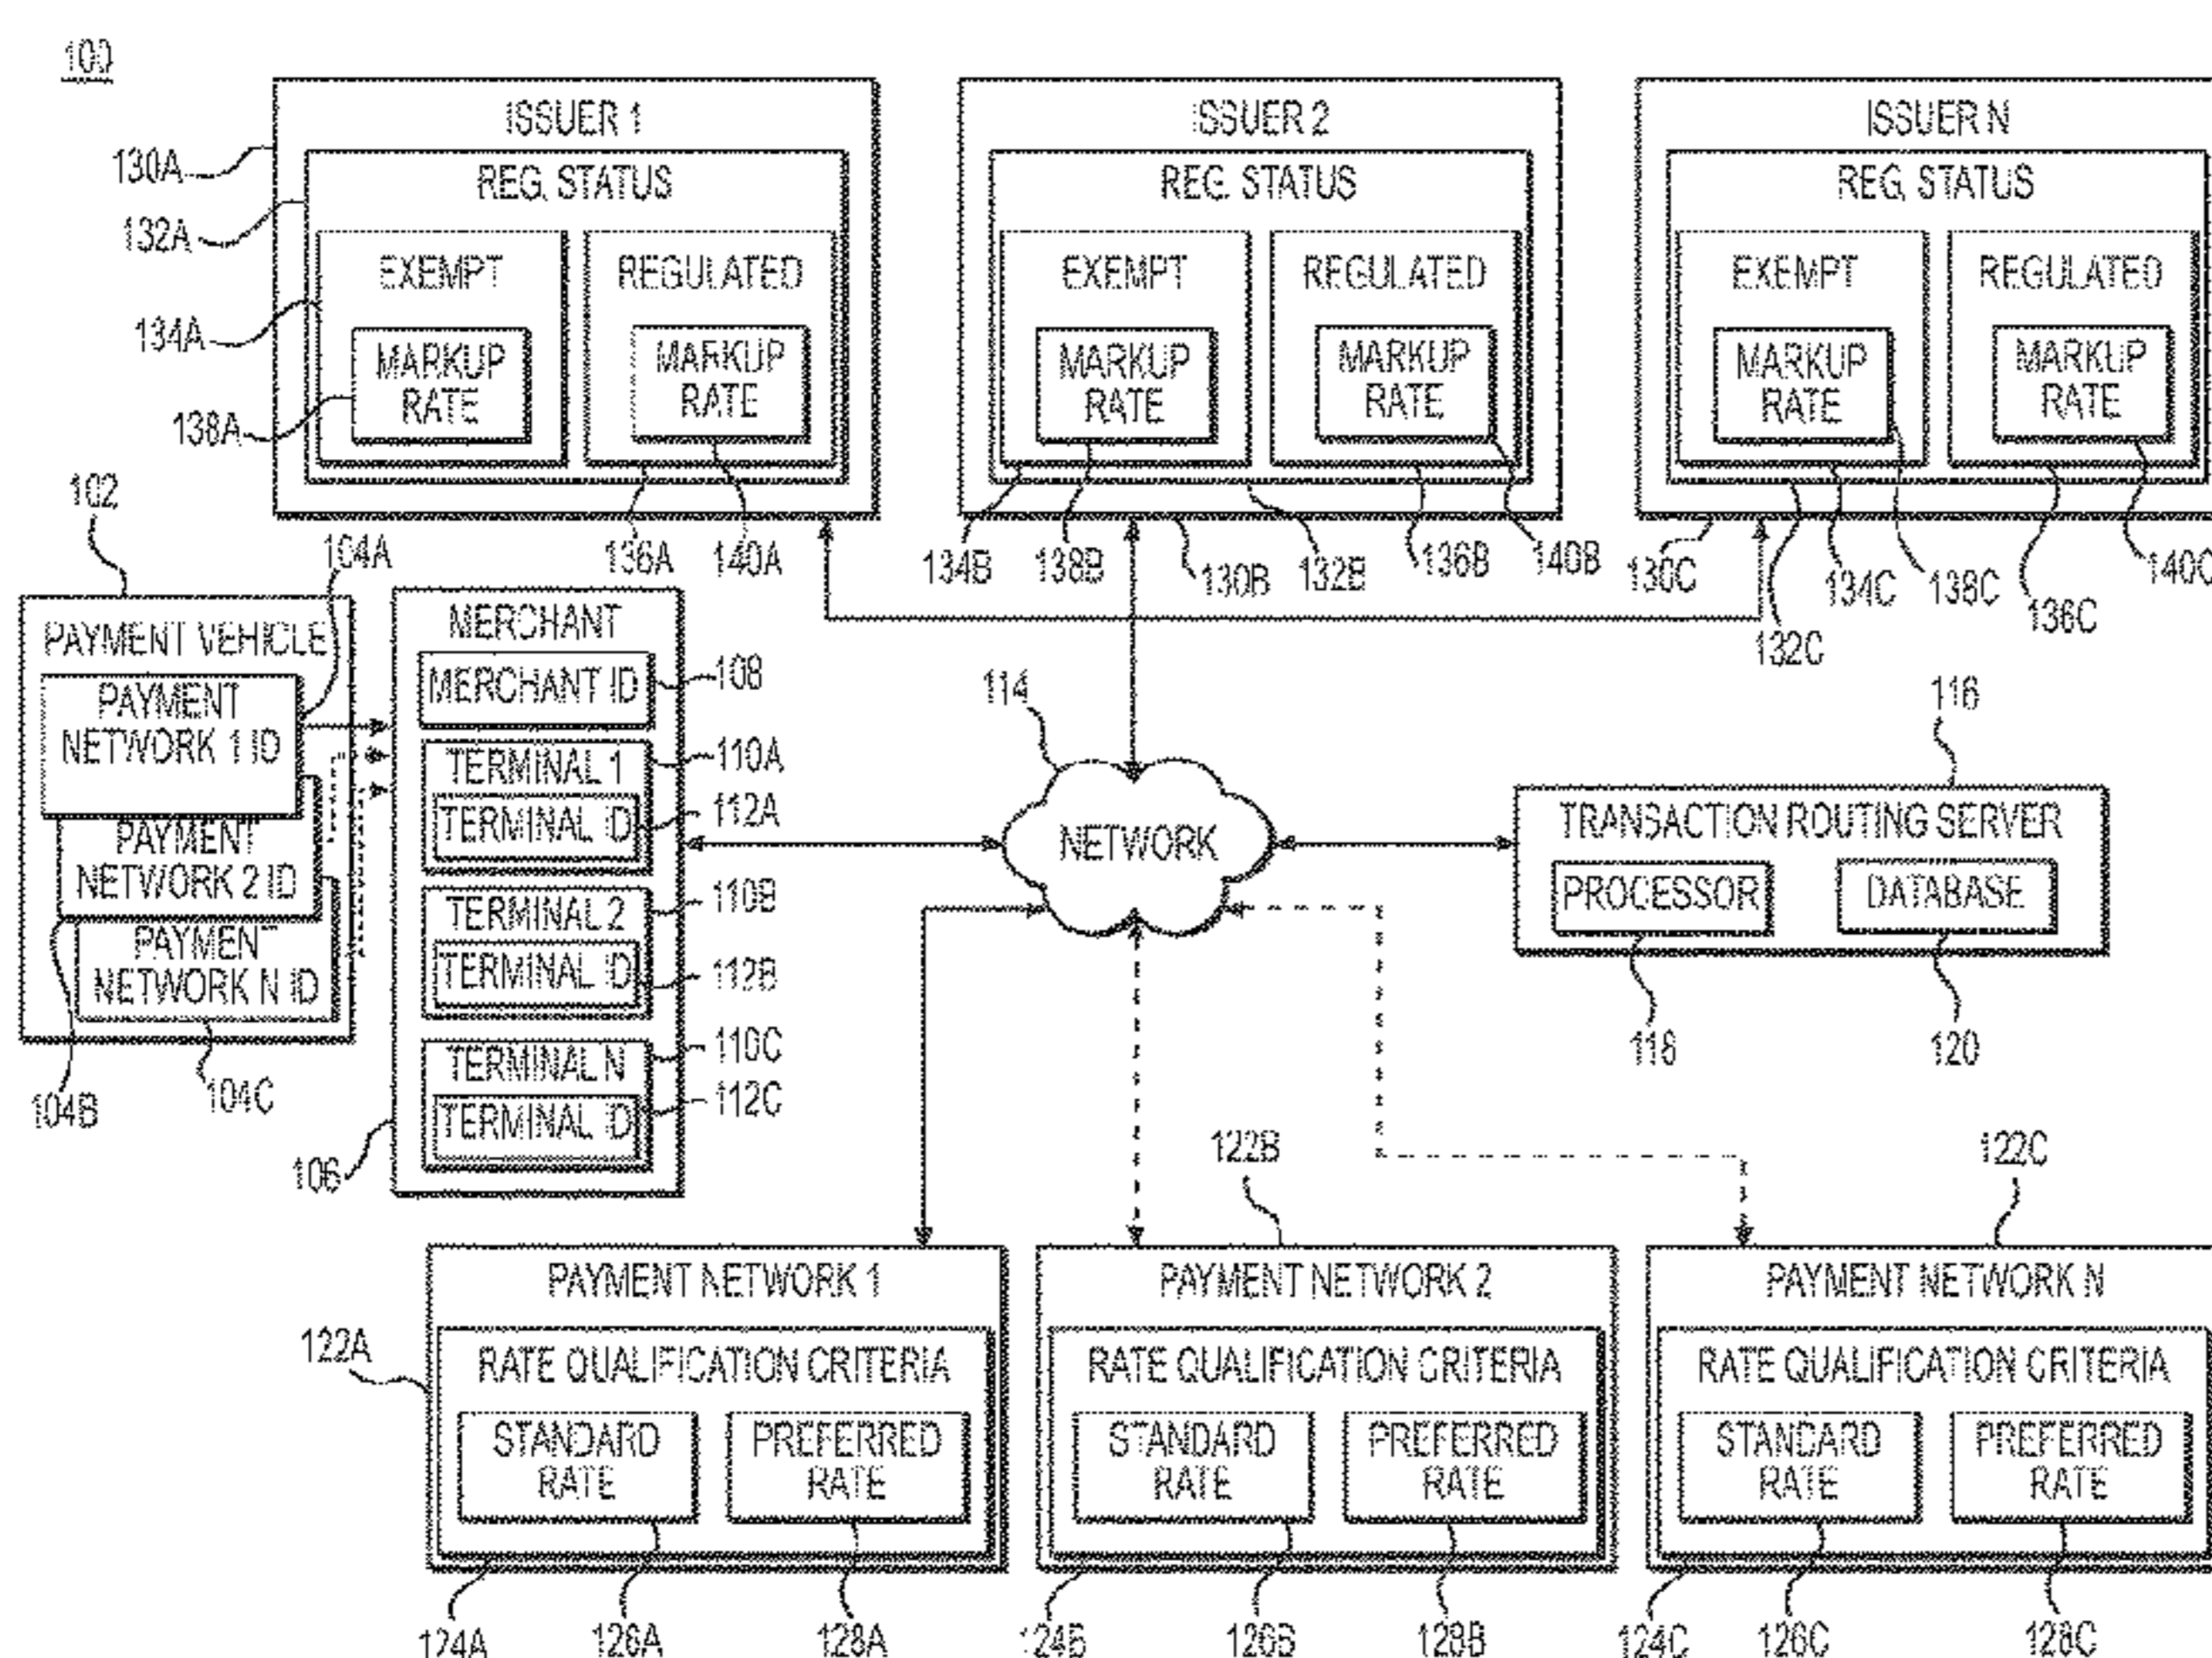 100
ISSUER 1
REG. STATUS
EXEMPT
MARKUP
RATE
REGULATED
MARKUP
RATE
130A
132A
134A
138A
136A
140A
ISSUER 2
REG. STATUS
EXEMPT
MARKUP
RATE
REGULATED
MARKUP
RATE
134B
138B
130B
132B
136B
140B
ISSUER N
REG. STATUS
EXEMPT
MARKUP
RATE
REGULATED
MARKUP
RATE
130C
132C
134C
138C
136C
140C
102
104A
PAYMENT VEHICLE
PAYMENT
NETWORK 1 ID
PAYMENT
NETWORK 2 ID
PAYMENT
NETWORK N ID
104B
104C
MERCHANT
MERCHANT ID
108
TERMINAL 1
110A
TERMINAL ID
112A
TERMINAL 2
110B
TERMINAL ID
112B
TERMINAL N
110C
TERMINAL ID
112C
106
114
NETWORK
116
TRANSACTION ROUTING SERVER
PROCESSOR
DATABASE
118
120
122A
PAYMENT NETWORK 1
RATE QUALIFICATION CRITERIA
STANDARD
RATE
PREFERRED
RATE
124A
126A
128A
122B
PAYMENT NETWORK 2
RATE QUALIFICATION CRITERIA
STANDARD
RATE
PREFERRED
RATE
124B
126B
128B
122C
PAYMENT NETWORK N
RATE QUALIFICATION CRITERIA
STANDARD
RATE
PREFERRED
RATE
124C
126C
128C